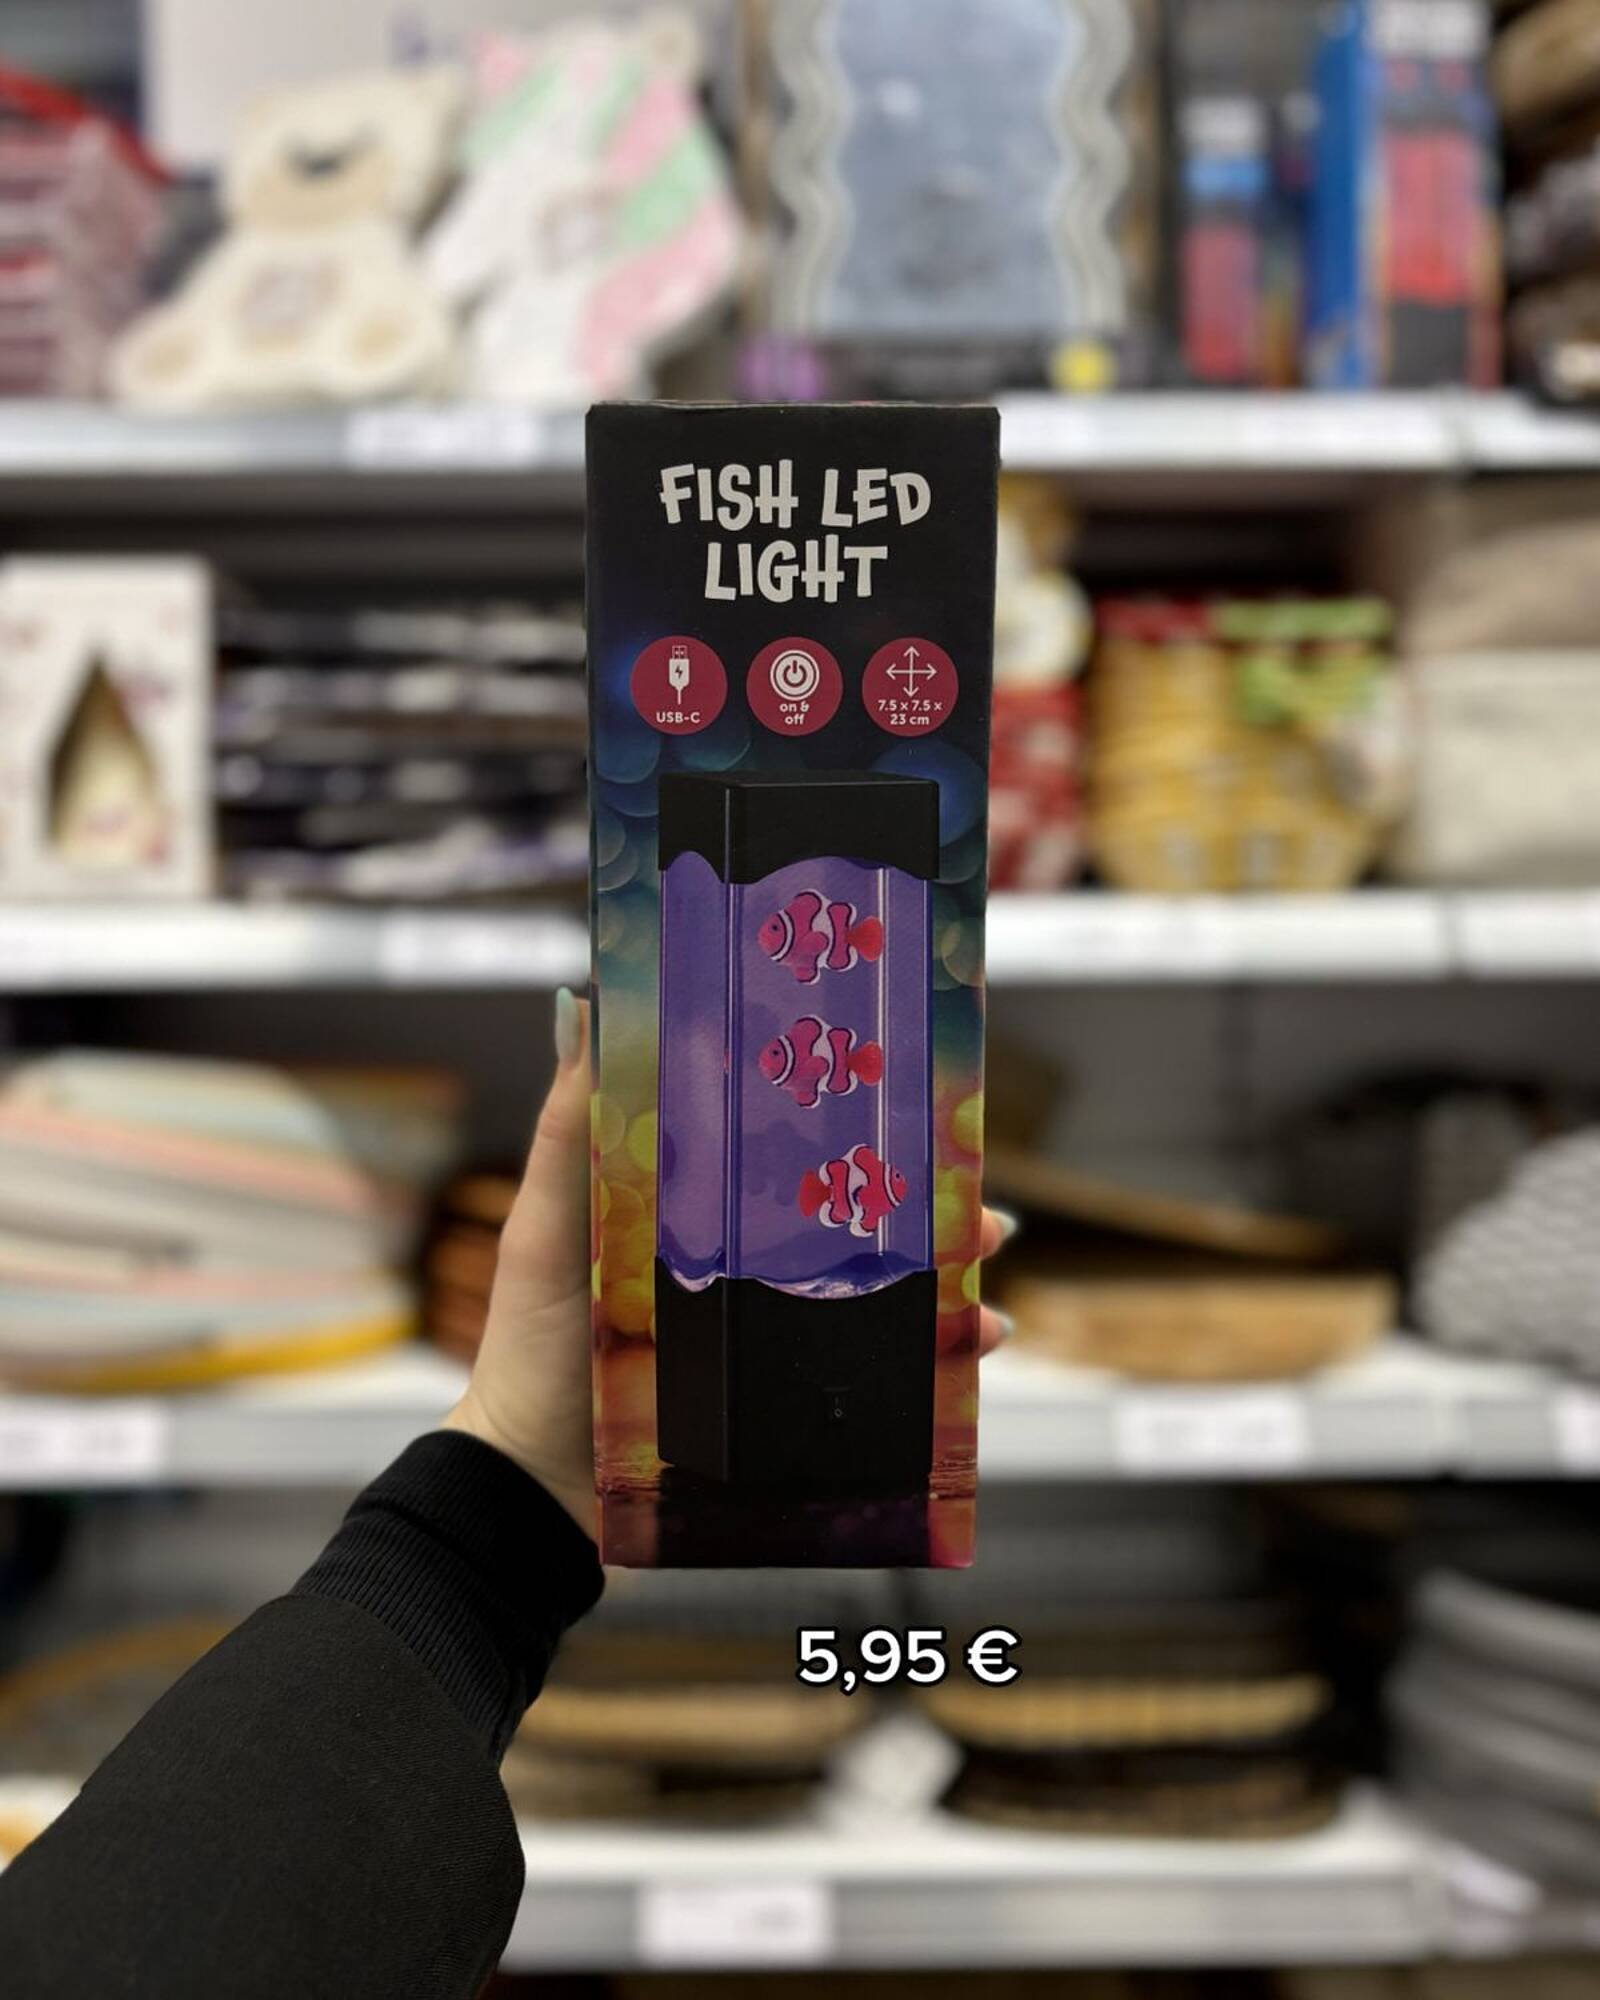 FISH LED
LIGHT
USB-C
on &
off
7.5 x 7.5 x
23 cm
5,95 €